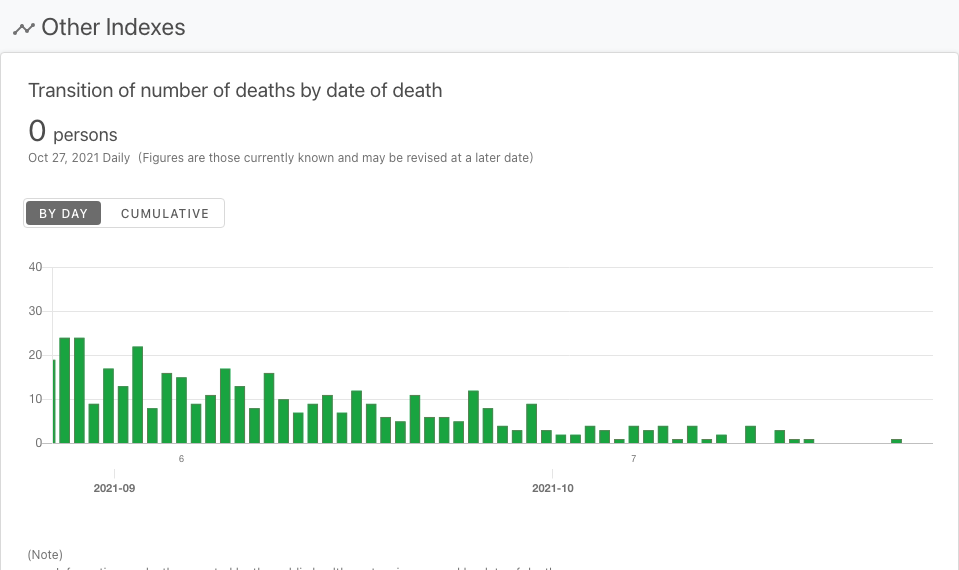 Other Indexes
Transition of number of deaths by date of death
0 persons
Oct 27, 2021 Daily (Figures are those currently known and may be revised at a later date)
BY DAY CUMULATIVE
40
30
20
10
0
6 7
2021-09 2021-10
(Note)